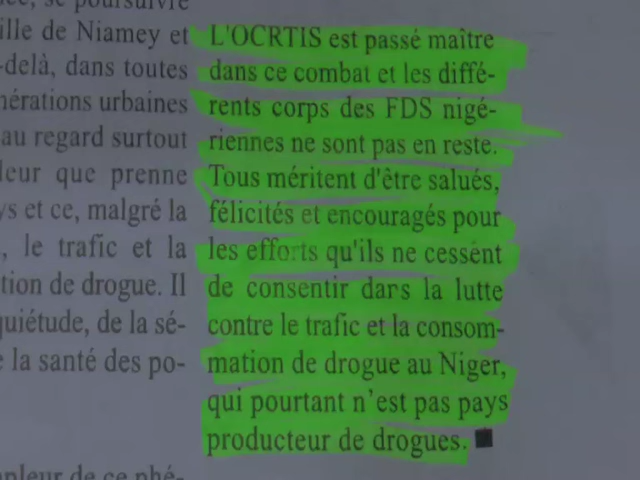 ille de Niamey et
-delà, dans toutes
nérations urbaines
au regard surtout
leur que prenne
ys et ce, malgré la
, le trafic et la
tion de drogue. Il
quiétude, de la sé-
e la santé des po-
L'OCRTIS est passé maître
dans ce combat et les diffé-
rents corps des FDS nigé-
riennes ne sont pas en reste.
Tous méritent d'être salués,
félicités et encouragés pour
les efforts qu'ils ne cessent
de consentir dans la lutte
contre le trafic et la consom-
mation de drogue au Niger,
qui pourtant n'est pas pays
producteur de drogues. ■